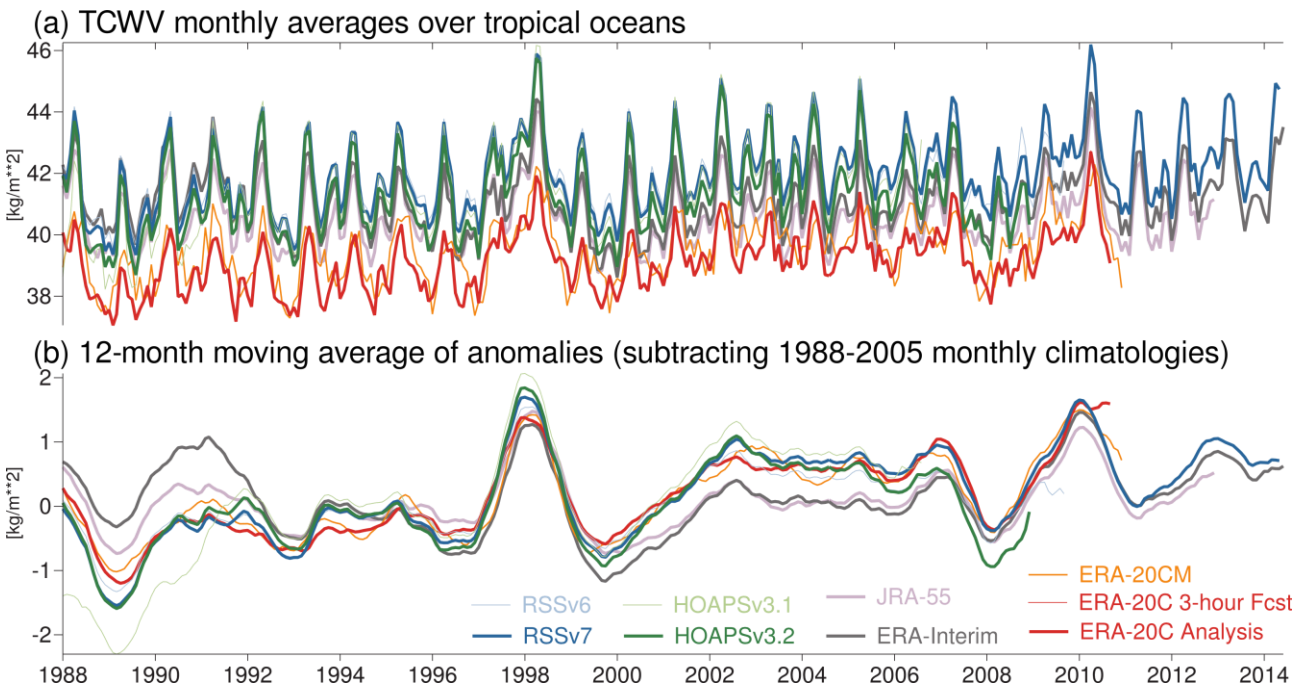 (a) TCWV monthly averages over tropical oceans
46
44
42
40
38
[kg/m**2]
(b) 12-month moving average of anomalies (subtracting 1988-2005 monthly climatologies)
2
1
0
-1
-2
[kg/m**2]
RSSv6
RSSv7
HOAPSv3.1
HOAPSv3.2
JRA-55
ERA-Interim
ERA-20CM
ERA-20C 3-hour Fcst
ERA-20C Analysis
1988 1990 1992 1994 1996 1998 2000 2002 2004 2006 2008 2010 2012 2014